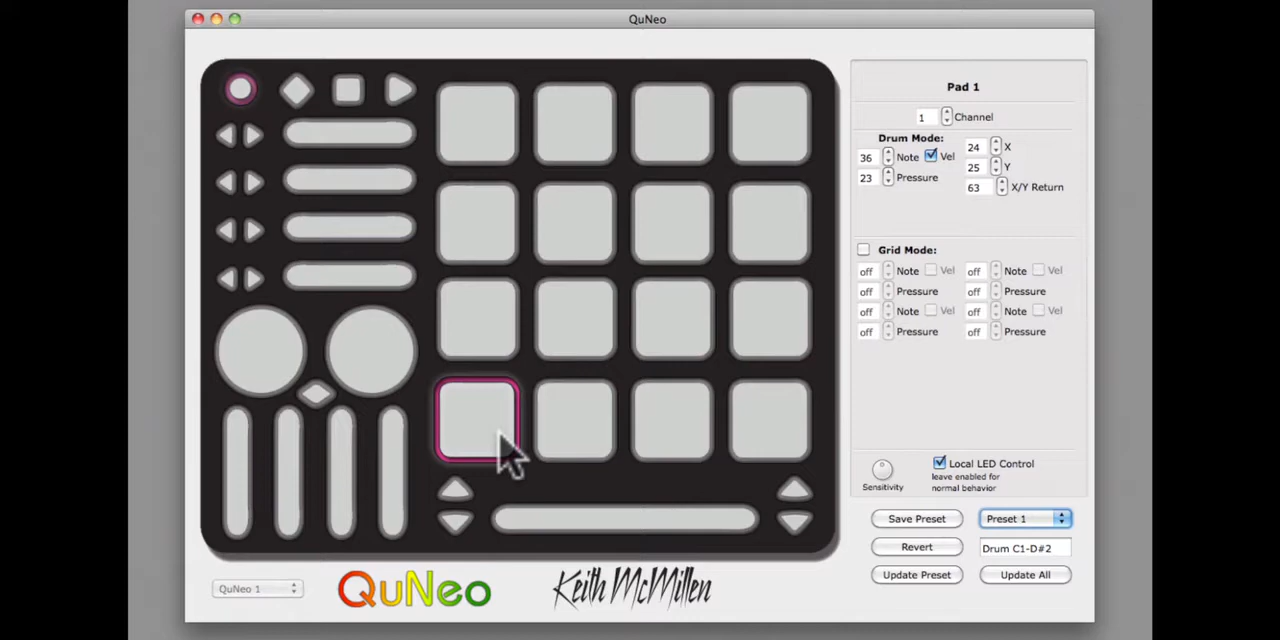 QuNeo
Pad 1
1 Channel
Drum Mode:
36 Note Vel
23 Pressure
24 X
25 Y
63 X/Y Return
Grid Mode:
off Note Vel off Note Vel
off Pressure off Pressure
off Note Vel off Note Vel
off Pressure off Pressure
Sensitivity
Local LED Control
leave enabled for
normal behavior
Save Preset Preset 1
Revert Drum C1-D#2
Update Preset Update All
QuNeo 1
QuNeo
Keith McMillen